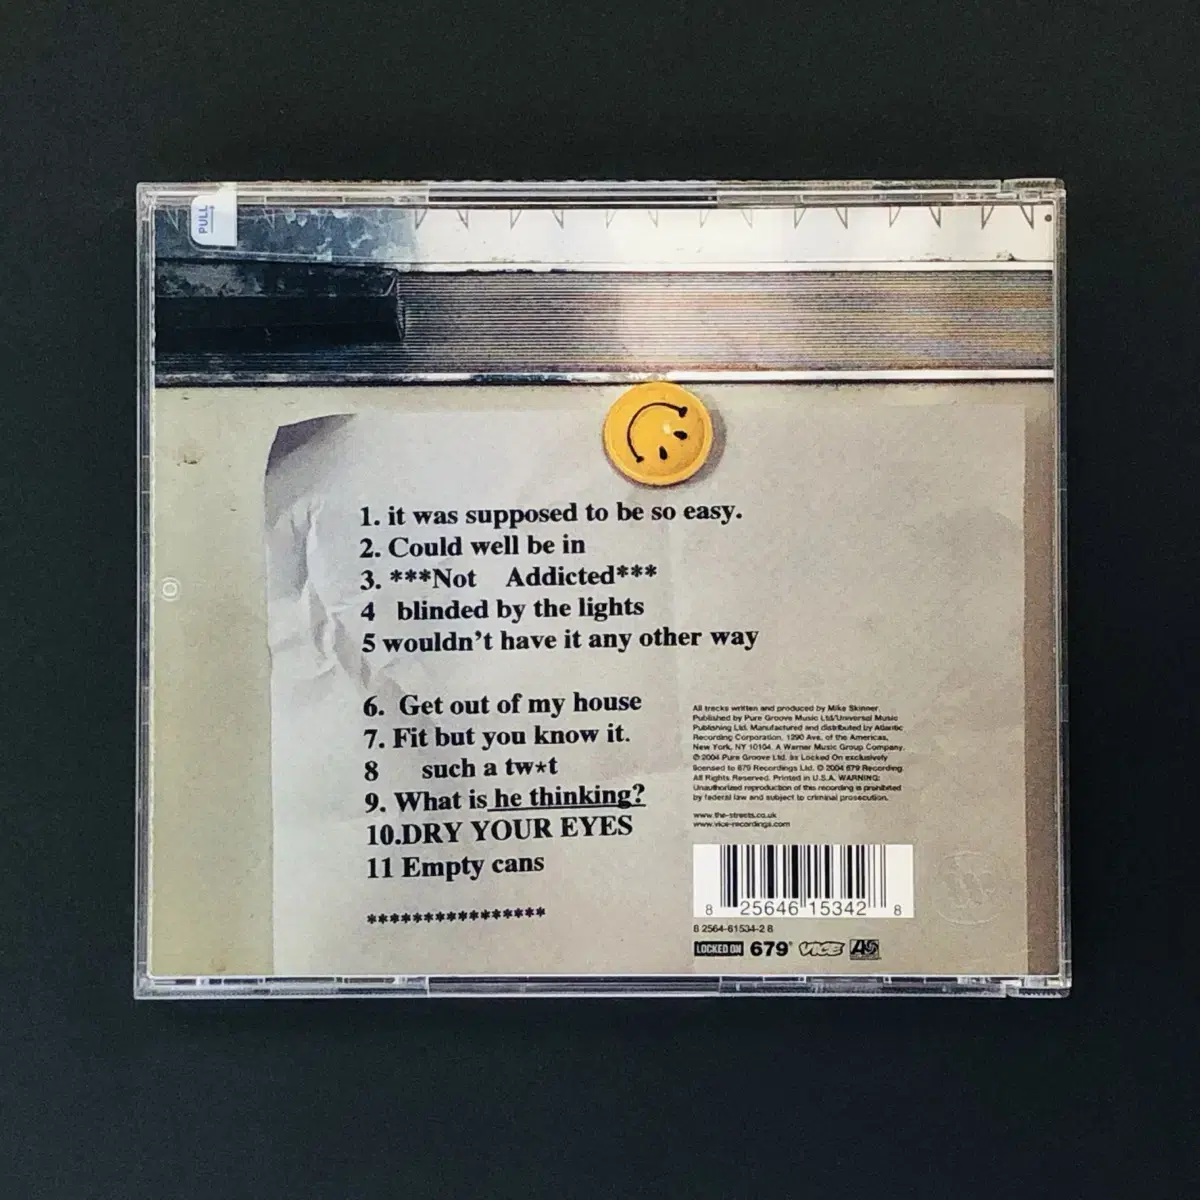 PULL
1. it was supposed to be so easy.
2. Could well be in
3. ***Not Addicted***
4 blinded by the lights
5 wouldn't have it any other way
6. Get out of my house
7. Fit but you know it.
8 such a tw*t
9. What is he thinking?
10.DRY YOUR EYES
11 Empty cans
****************
All tracks written and produced by Mike Skinner.
Published by Pure Groove Music Ltd/Universal Music
Publishing Ltd. Manufactured and distributed by Atlantic
Recording Corporation, 1290 Ave. of the Americas,
New York, NY 10104. A Warner Music Group Company.
℗ 2004 Pure Groove Ltd. t/a Locked On exclusively
licensed to 679 Recordings Ltd. © 2004 679 Recordings.
All Rights Reserved. Printed in U.S.A. WARNING:
Unauthorized reproduction of this recording is prohibited
by federal law and subject to criminal prosecution.
www.the-streets.co.uk
www.vice-recordings.com
8 25646 15342 8
8 2564-61534-2 8
LOCKED ON 679 VICE